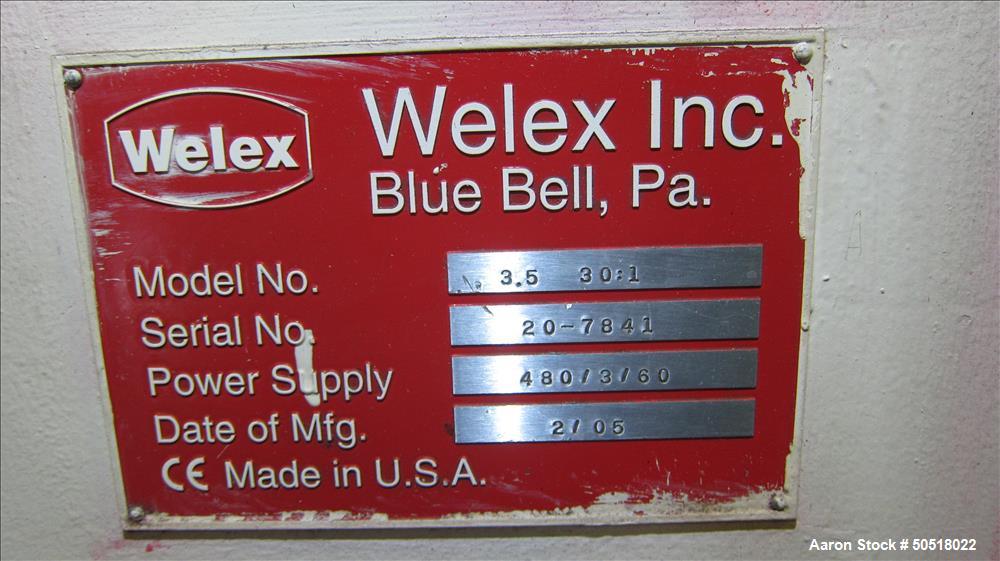 Welex
Welex Inc.
Blue Bell, Pa.
Model No. 3.5 30:1
Serial No. 20-7841
Power Supply 480/3/60
Date of Mfg. 2/05
CE Made in U.S.A.
Aaron Stock # 50518022